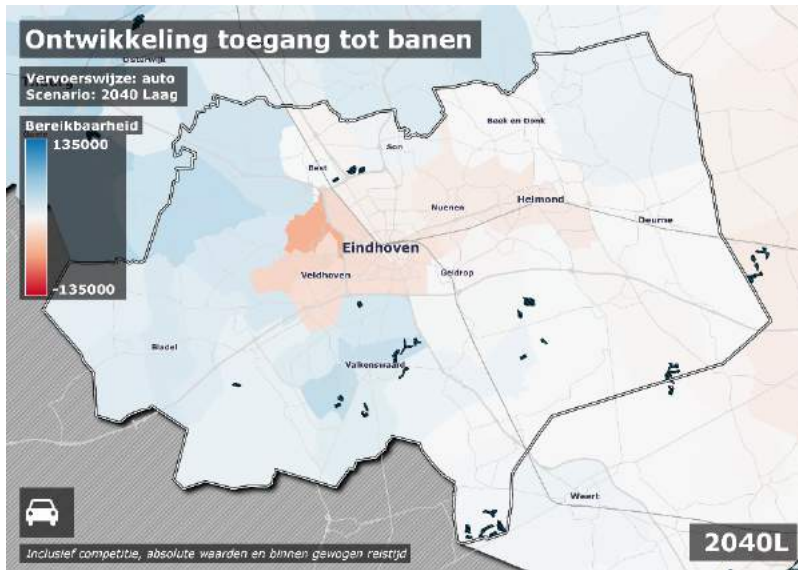 Ontwikkeling toegang tot banen
Oisterwijk
Vervoerswijze: auto
Scenario: 2040 Laag
Bereikbaarheid
135000
-135000
Beek en Donk
Son
Best
Nuenen
Helmond
Deurne
Eindhoven
Veldhoven
Geldrop
Bladel
Valkenswaard
Weert
Inclusief competitie, absolute waarden en binnen gewogen reistijd
2040L